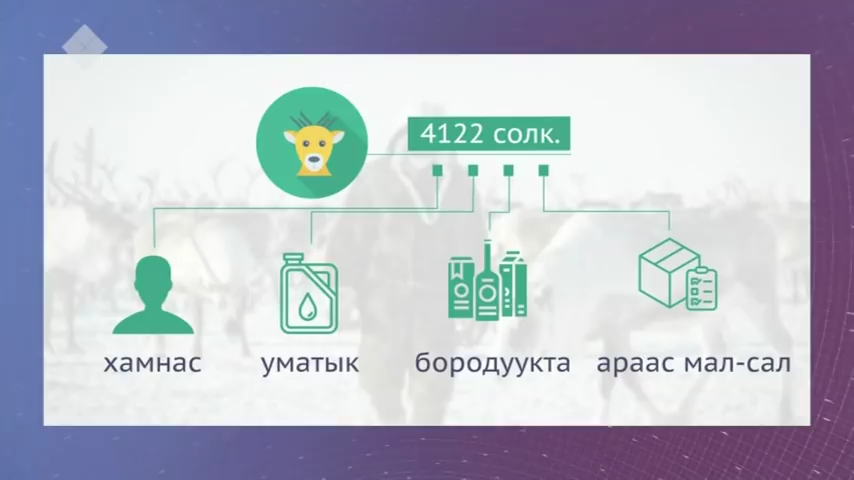 4122 солк.
хамнас
уматык
бородуукта
араас мал-сал